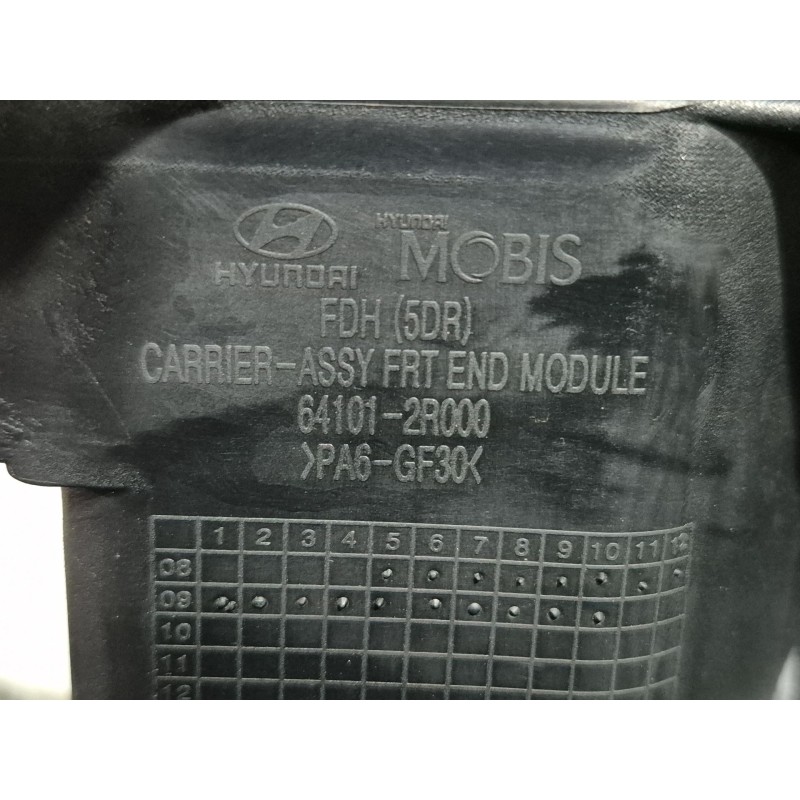 HYUNDAI
HYUNDAI
MOBIS
FDH (5DR)
CARRIER-ASSY FRT END MODULE
64101-2R000
>PA6-GF30<
1 2 3 4 5 6 7 8 9 10 11 12
08
09
10
11
12